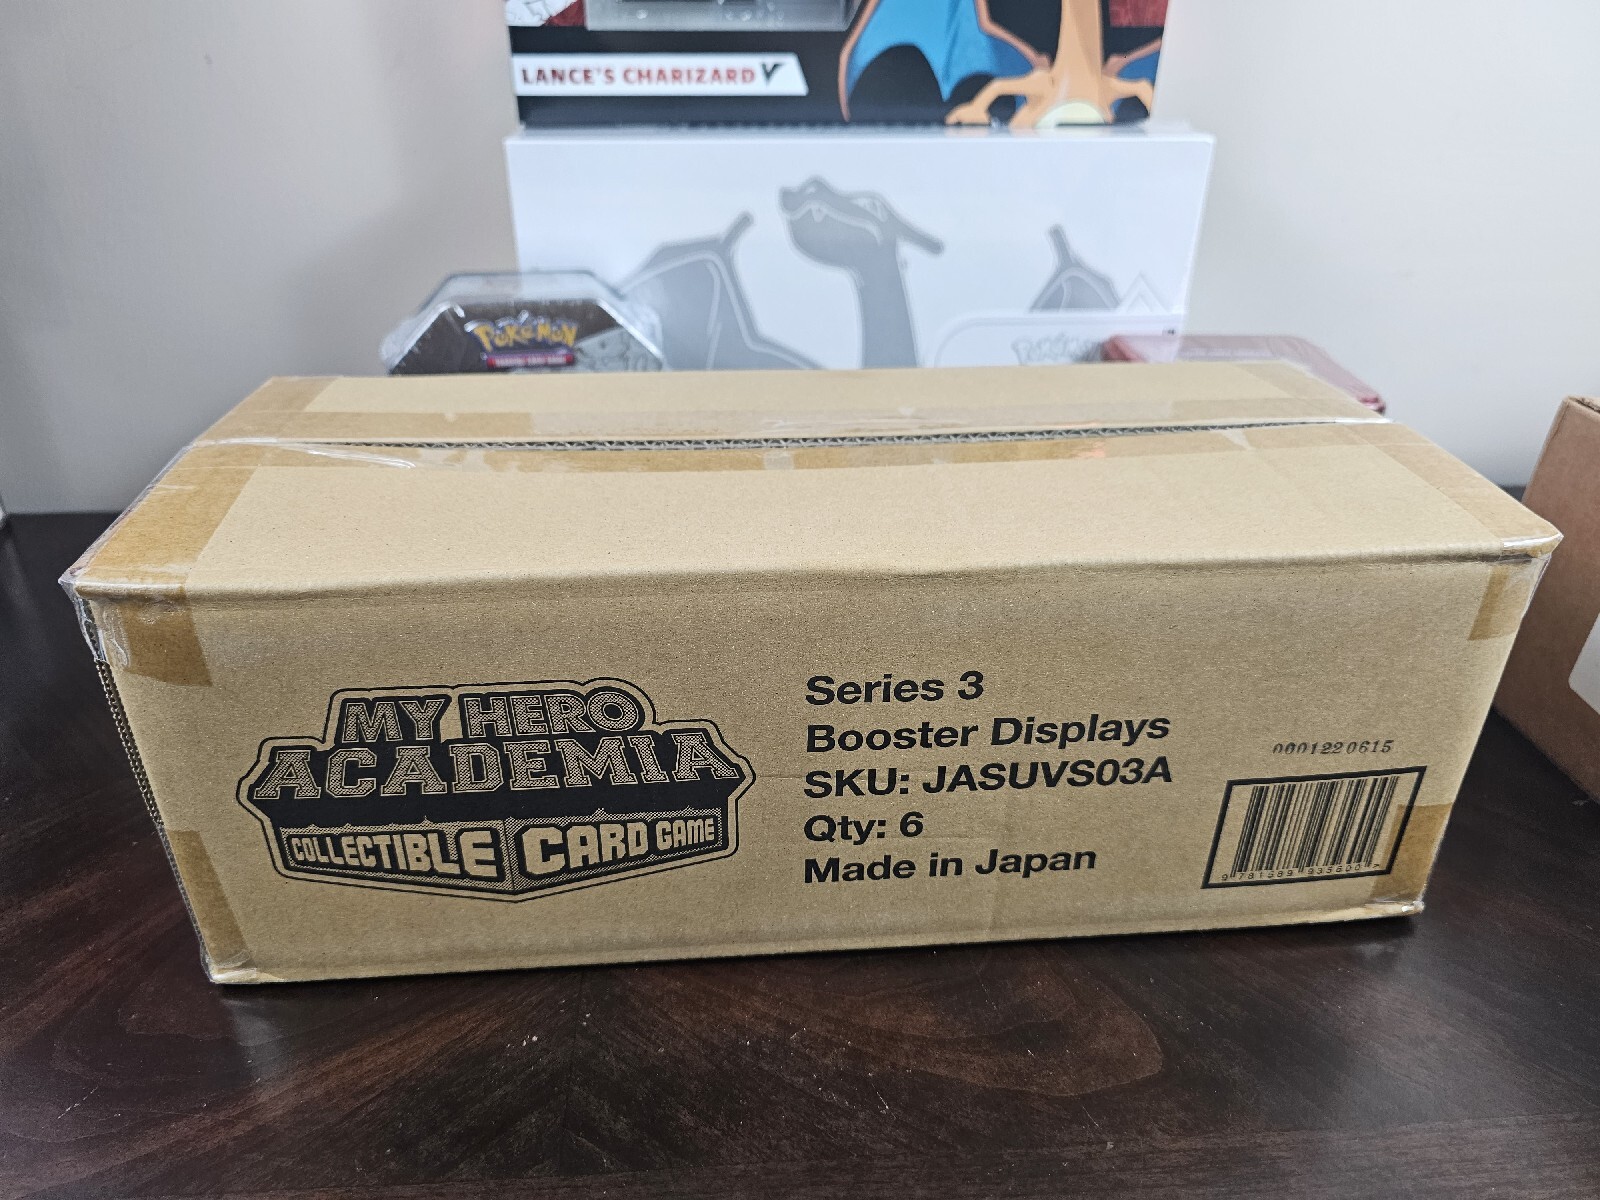 LANCE'S CHARIZARD V
POKÉMON
Pokémon
MY HERO
ACADEMIA
COLLECTIBLE CARD GAME
Series 3
Booster Displays
SKU: JASUVS03A
Qty: 6
Made in Japan
0001220615